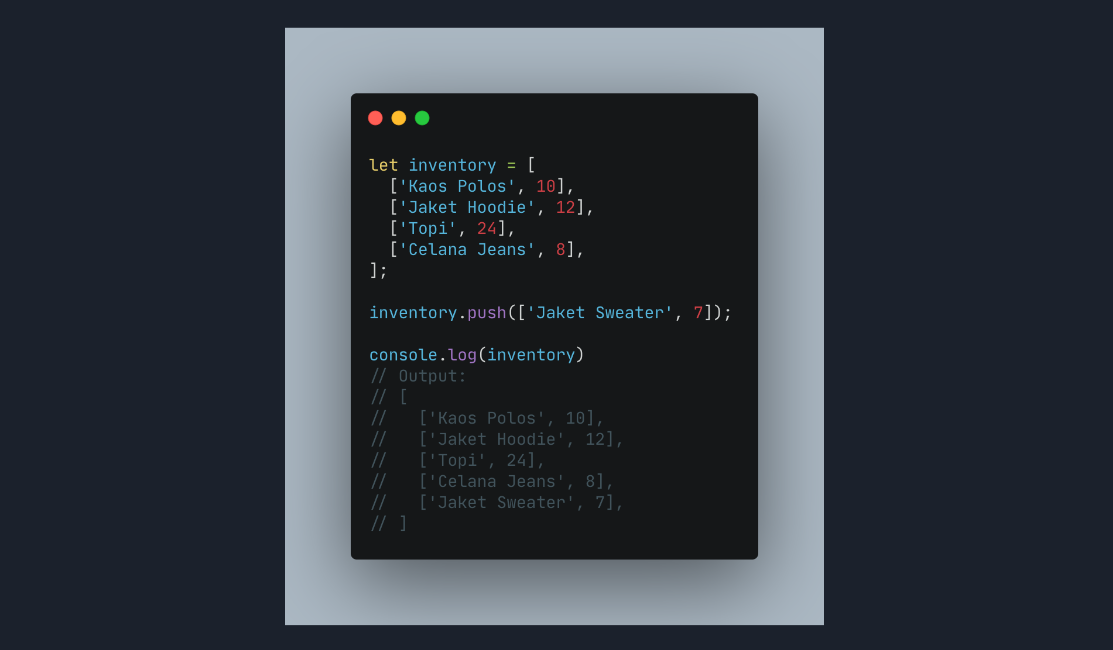 let inventory = [
  ['Kaos Polos', 10],
  ['Jaket Hoodie', 12],
  ['Topi', 24],
  ['Celana Jeans', 8],
];

inventory.push(['Jaket Sweater', 7]);

console.log(inventory)
// Output:
// [
//   ['Kaos Polos', 10],
//   ['Jaket Hoodie', 12],
//   ['Topi', 24],
//   ['Celana Jeans', 8],
//   ['Jaket Sweater', 7],
// ]